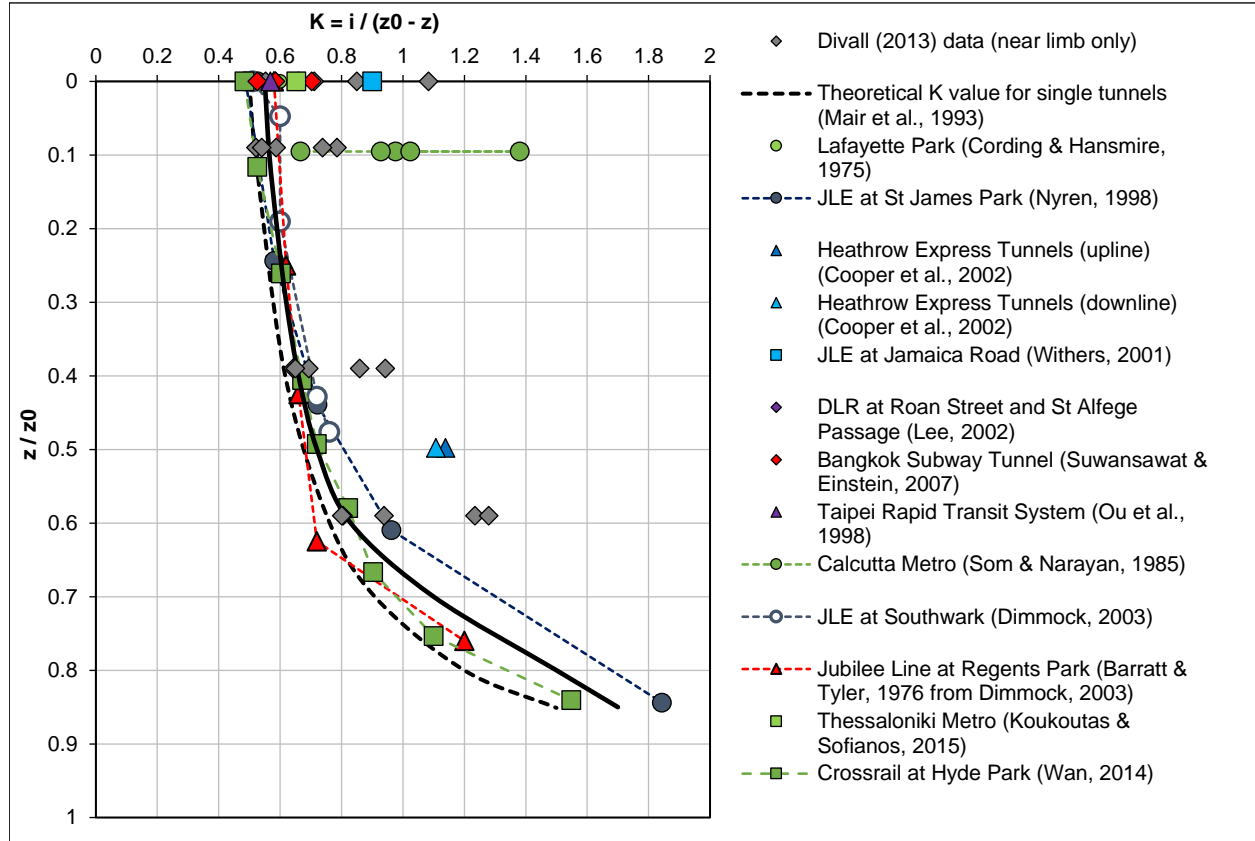 K = i / (z0 - z)
0 0.2 0.4 0.6 0.8 1 1.2 1.4 1.6 1.8 2
0
0.1
0.2
0.3
0.4
0.5
0.6
0.7
0.8
0.9
1
z / z0
Divall (2013) data (near limb only)
Theoretical K value for single tunnels
(Mair et al., 1993)
Lafayette Park (Cording & Hansmire,
1975)
JLE at St James Park (Nyren, 1998)
Heathrow Express Tunnels (upline)
(Cooper et al., 2002)
Heathrow Express Tunnels (downline)
(Cooper et al., 2002)
JLE at Jamaica Road (Withers, 2001)
DLR at Roan Street and St Alfege
Passage (Lee, 2002)
Bangkok Subway Tunnel (Suwansawat &
Einstein, 2007)
Taipei Rapid Transit System (Ou et al.,
1998)
Calcutta Metro (Som & Narayan, 1985)
JLE at Southwark (Dimmock, 2003)
Jubilee Line at Regents Park (Barratt &
Tyler, 1976 from Dimmock, 2003)
Thessaloniki Metro (Koukoutas &
Sofianos, 2015)
Crossrail at Hyde Park (Wan, 2014)